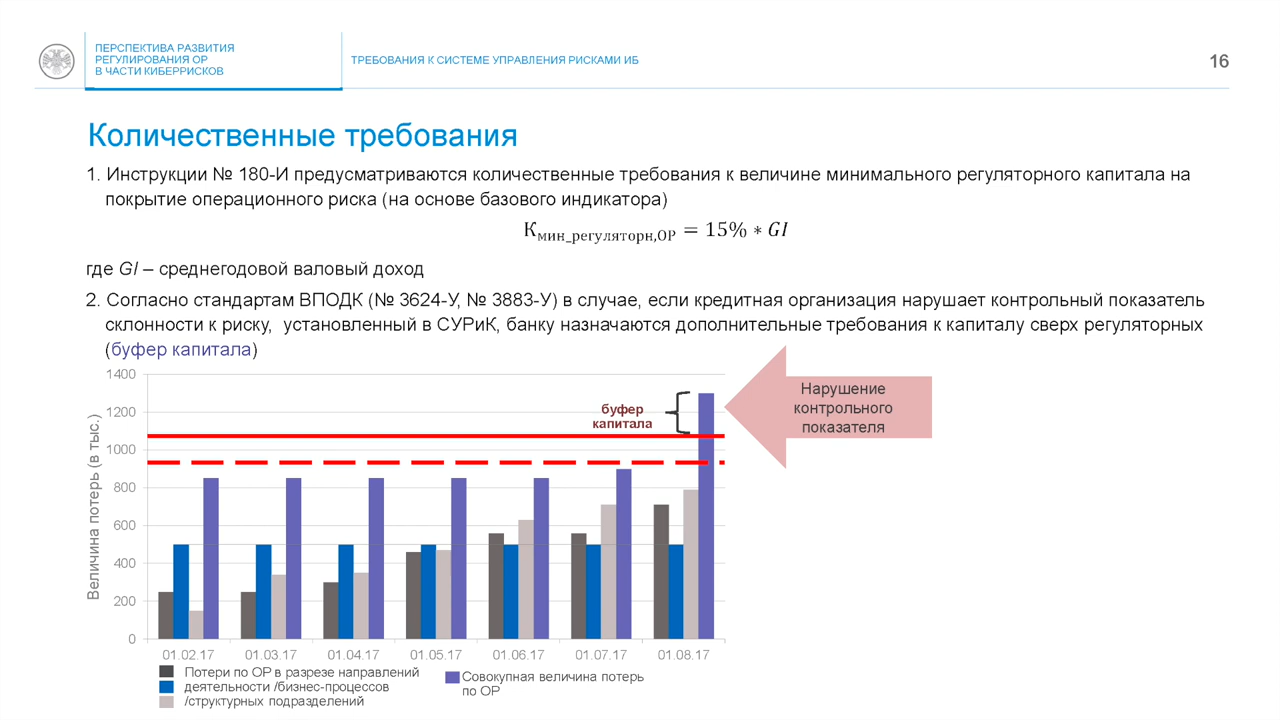 ПЕРСПЕКТИВА РАЗВИТИЯ
РЕГУЛИРОВАНИЯ ОР
В ЧАСТИ КИБЕРРИСКОВ
ТРЕБОВАНИЯ К СИСТЕМЕ УПРАВЛЕНИЯ РИСКАМИ ИБ
16
Количественные требования
1. Инструкции № 180-И предусматриваются количественные требования к величине минимального регуляторного капитала на
покрытие операционного риска (на основе базового индикатора)
К мин_регуляторн,ОР = 15% ∗ GI
где GI – среднегодовой валовый доход
2. Согласно стандартам ВПОДК (№ 3624-У, № 3883-У) в случае, если кредитная организация нарушает контрольный показатель
склонности к риску, установленный в СУРиК, банку назначаются дополнительные требования к капиталу сверх регуляторных
(буфер капитала)
Величина потерь (в тыс.)
1400
1200
1000
800
600
400
200
0
буфер
капитала
Нарушение
контрольного
показателя
01.02.17 01.03.17 01.04.17 01.05.17 01.06.17 01.07.17 01.08.17
Потери по ОР в разрезе направлений
деятельности /бизнес-процессов
/структурных подразделений
Совокупная величина потерь
по ОР